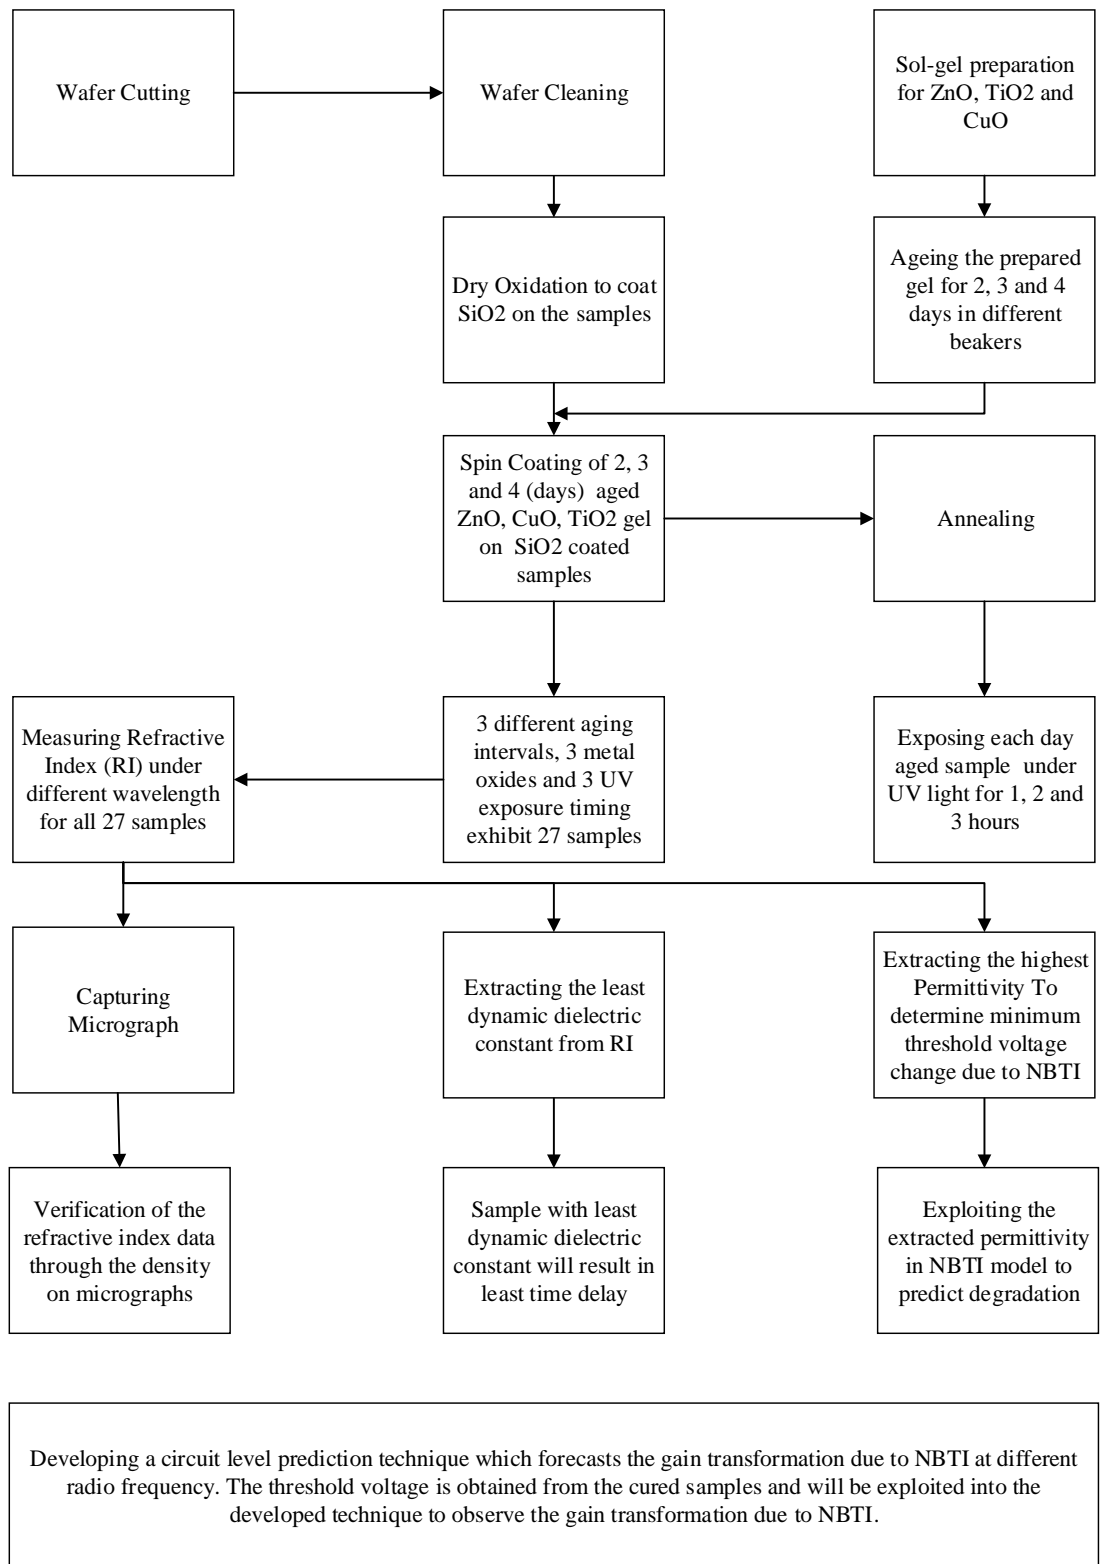 Wafer Cutting
Wafer Cleaning
Sol-gel preparation
for ZnO, TiO2 and
CuO
Dry Oxidation to coat
SiO2 on the samples
Ageing the prepared
gel for 2, 3 and 4
days in different
beakers
Spin Coating of 2, 3
and 4 (days)  aged
ZnO, CuO, TiO2 gel
on  SiO2 coated
samples
Annealing
Measuring Refractive
Index (RI) under
different wavelength
for all 27 samples
3 different aging
intervals, 3 metal
oxides and 3 UV
exposure timing
exhibit 27 samples
Exposing each day
aged sample  under
UV light for 1, 2 and
3 hours
Capturing
Micrograph
Extracting the least
dynamic dielectric
constant from RI
Extracting the highest
Permittivity To
determine minimum
threshold voltage
change due to NBTI
Verification of the
refractive index data
through the density
on micrographs
Sample with least
dynamic dielectric
constant will result in
least time delay
Exploiting the
extracted permittivity
in NBTI model to
predict degradation
Developing a circuit level prediction technique which forecasts the gain transformation due to NBTI at different
radio frequency. The threshold voltage is obtained from the cured samples and will be exploited into the
developed technique to observe the gain transformation due to NBTI.